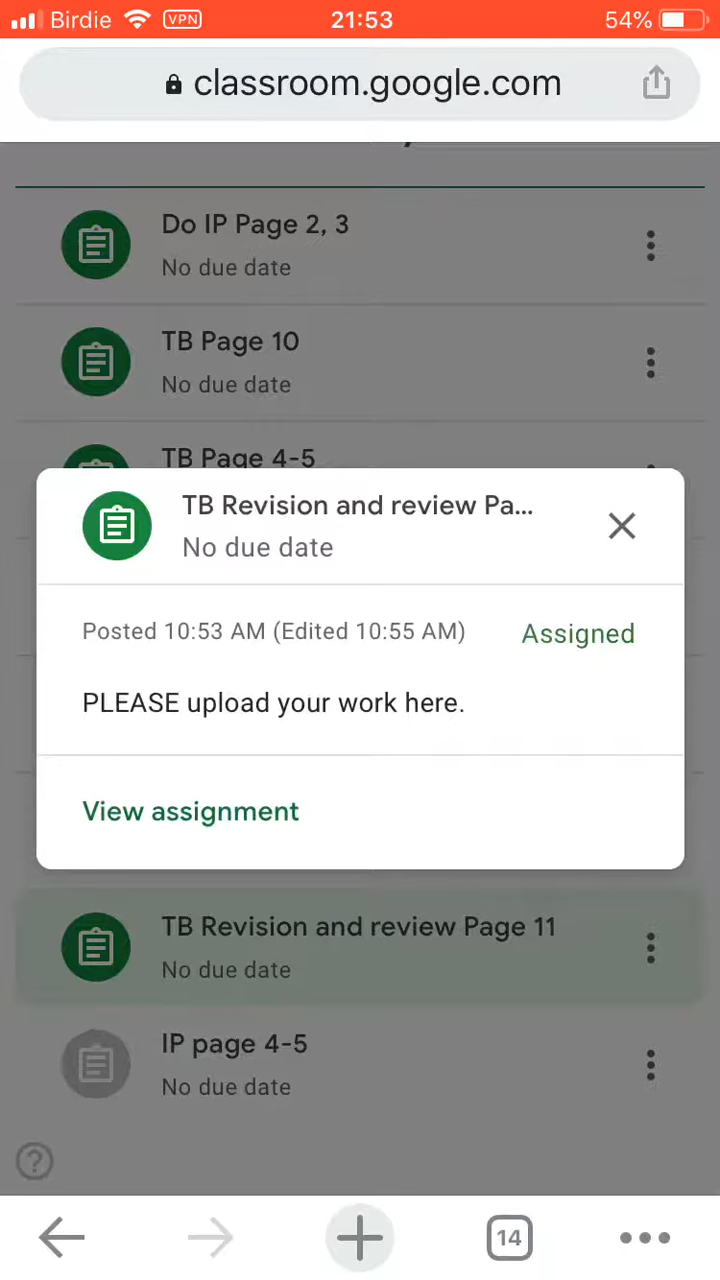 Birdie VPN 21:53 54%
classroom.google.com
Do IP Page 2, 3
No due date
TB Page 10
No due date
TB Page 4-5
TB Revision and review Pa...
No due date
Posted 10:53 AM (Edited 10:55 AM) Assigned
PLEASE upload your work here.
View assignment
TB Revision and review Page 11
No due date
IP page 4-5
No due date
?
14